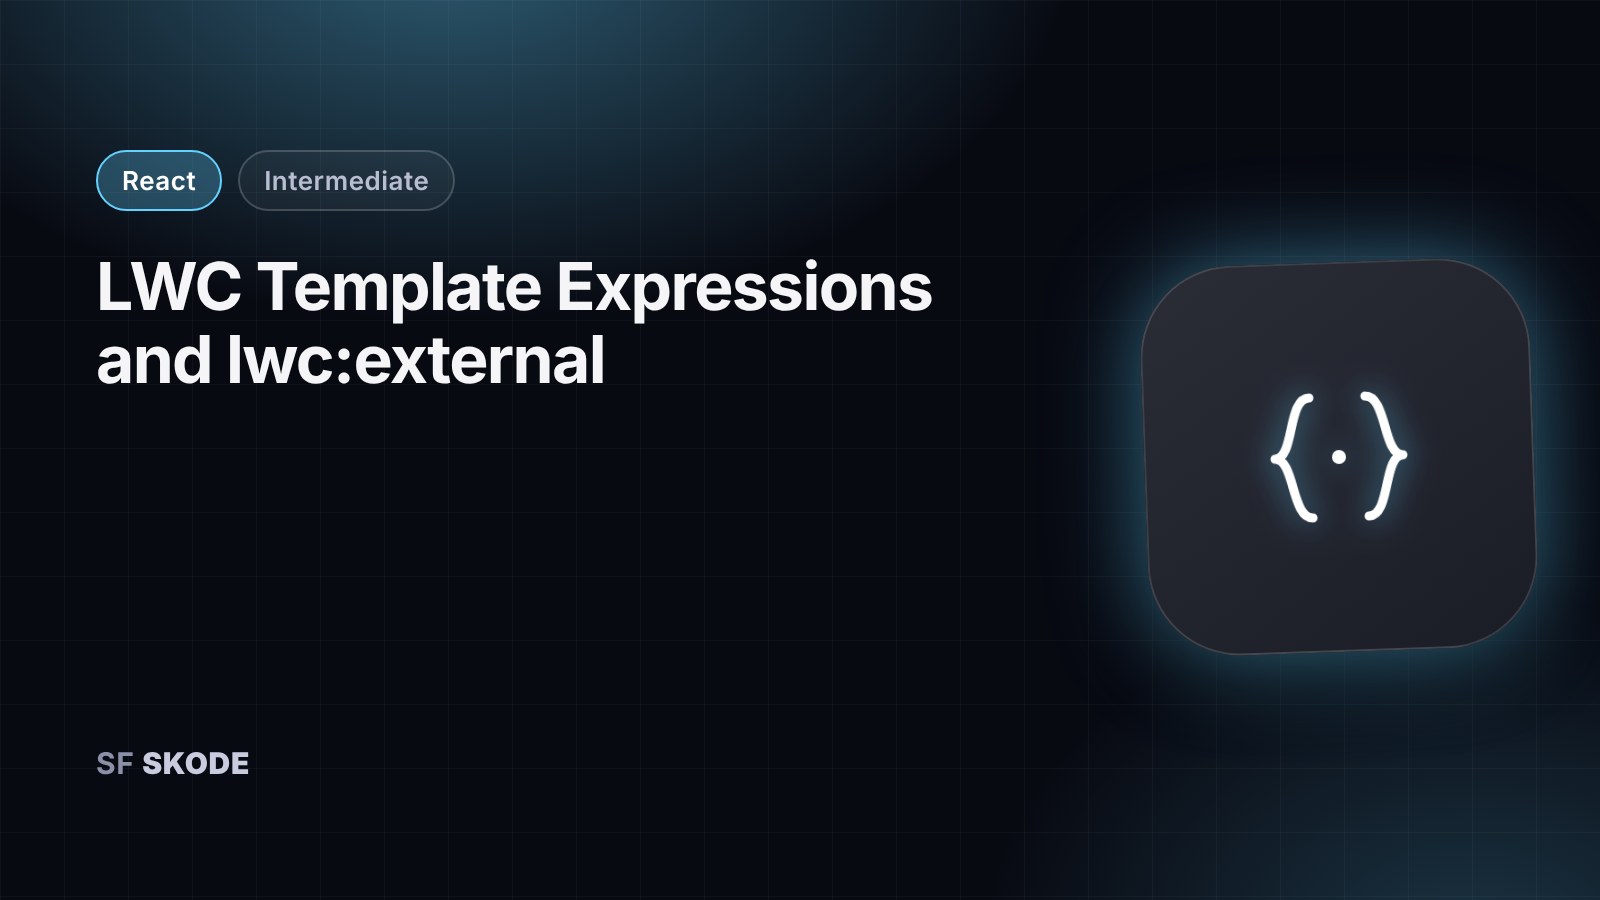 React
Intermediate
LWC Template Expressions
and lwc:external
{·}
SF SKODE